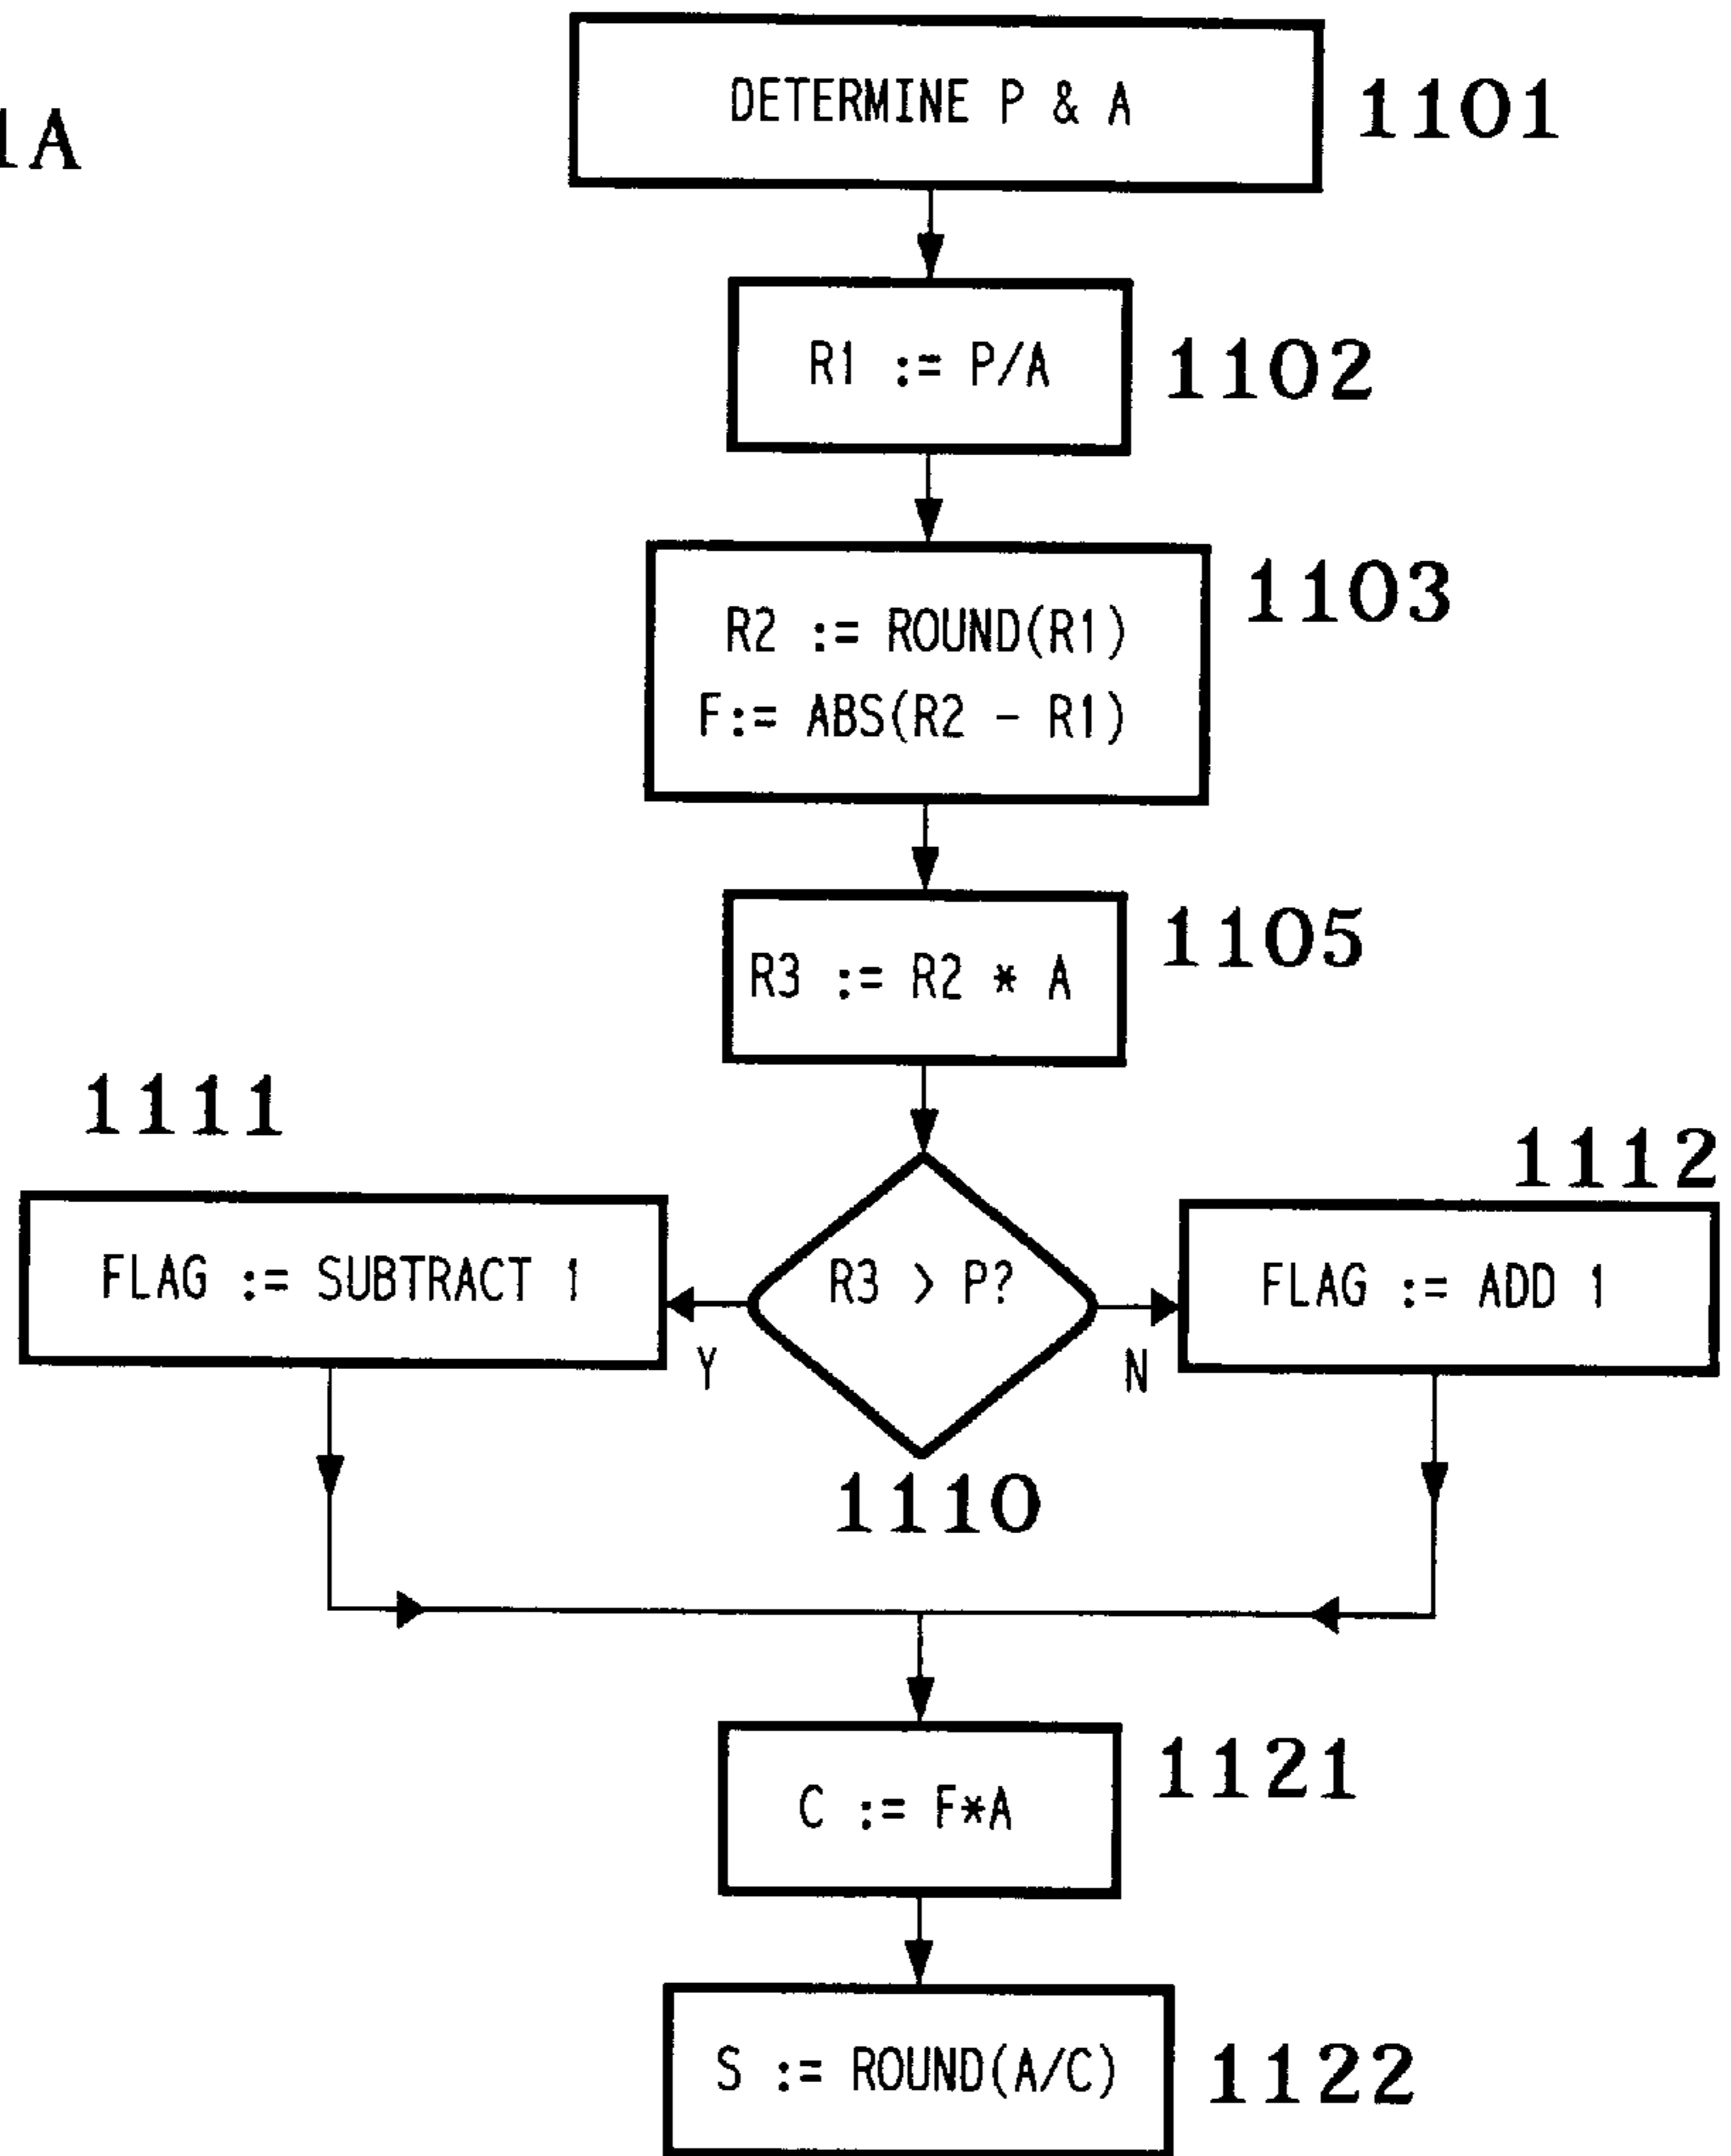 1A
DETERMINE P & A
1101
R1 := P/A
1102
1103
R2 := ROUND(R1)
F:= ABS(R2 - R1)
1105
R3 := R2 * A
1111
1112
FLAG := SUBTRACT 1
R3 > P?
FLAG := ADD 1
Y
N
1110
1121
C := F*A
S := ROUND(A/C)
1122